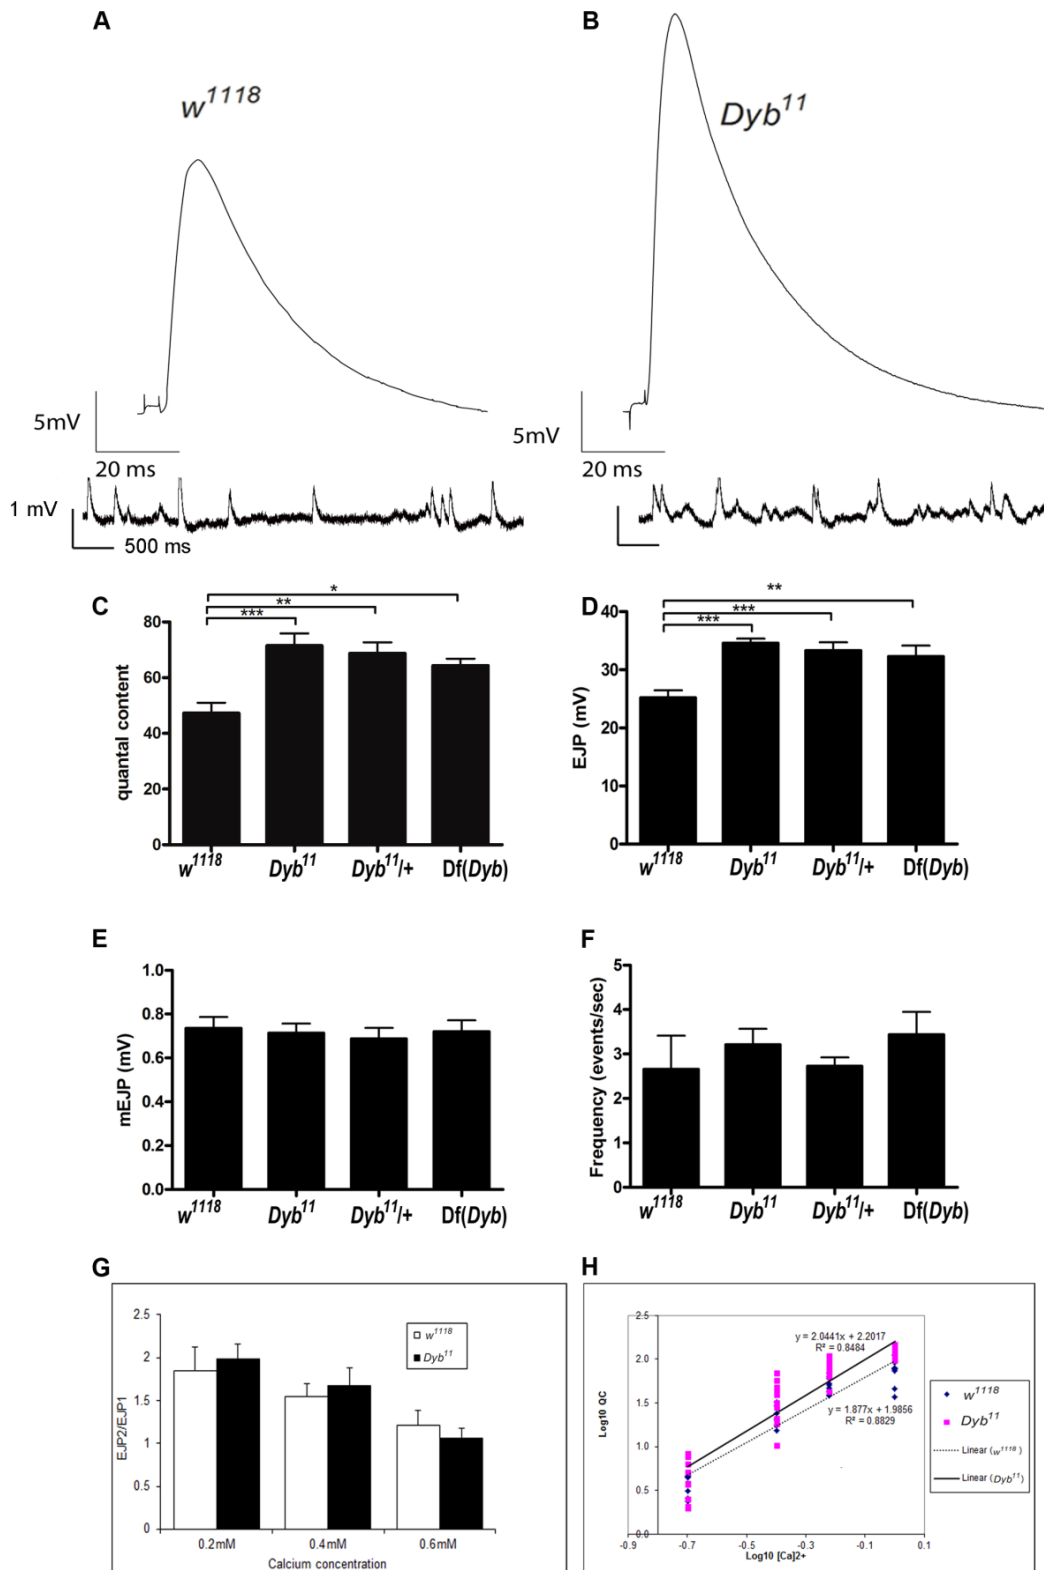 A
B
w¹¹¹⁸
Dyb¹¹
5mV
20 ms
5mV
20 ms
1 mV
500 ms
C
* 
** 
***
80
60
40
20
0
quantal content
w¹¹¹⁸ Dyb¹¹ Dyb¹¹/+ Df(Dyb)
D
**
***
***
40
30
20
10
0
EJP (mV)
w¹¹¹⁸ Dyb¹¹ Dyb¹¹/+ Df(Dyb)
E
1.0
0.8
0.6
0.4
0.2
0.0
mEJP (mV)
w¹¹¹⁸ Dyb¹¹ Dyb¹¹/+ Df(Dyb)
F
5
4
3
2
1
0
Frequency (events/sec)
w¹¹¹⁸ Dyb¹¹ Dyb¹¹/+ Df(Dyb)
G
2.5
2
1.5
1
0.5
0
EJP2/EJP1
w¹¹¹⁸
Dyb¹¹
0.2mM 0.4mM 0.6mM
Calcium concentration
H
2.5
2.0
1.5
1.0
0.5
0.0
Log10 QC
y = 2.0441x + 2.2017
R² = 0.8484
y = 1.877x + 1.9856
R² = 0.8829
-0.9 -0.7 -0.5 -0.3 -0.1 0.1
Log10 [Ca]2+
w¹¹¹⁸
Dyb¹¹
Linear (w¹¹¹⁸)
Linear (Dyb¹¹)